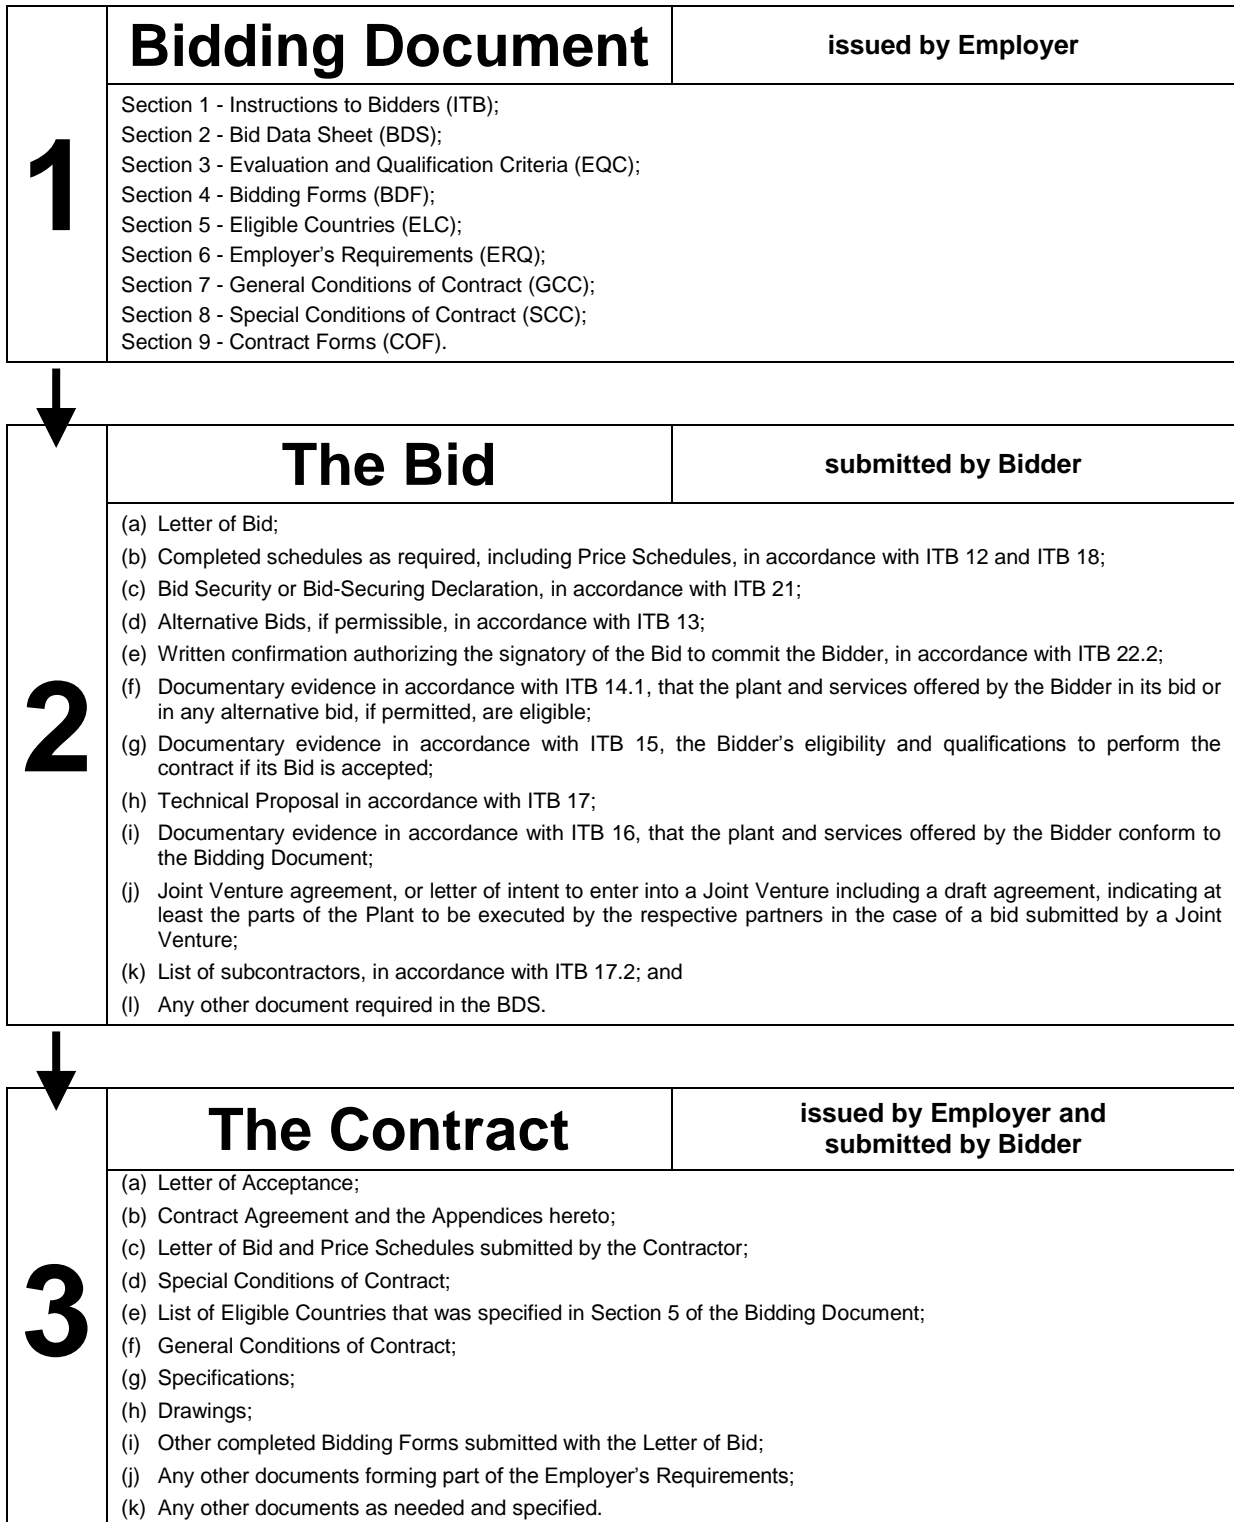 1
Bidding Document
issued by Employer
Section 1 - Instructions to Bidders (ITB);
Section 2 - Bid Data Sheet (BDS);
Section 3 - Evaluation and Qualification Criteria (EQC);
Section 4 - Bidding Forms (BDF);
Section 5 - Eligible Countries (ELC);
Section 6 - Employer’s Requirements (ERQ);
Section 7 - General Conditions of Contract (GCC);
Section 8 - Special Conditions of Contract (SCC);
Section 9 - Contract Forms (COF).
2
The Bid
submitted by Bidder
(a) Letter of Bid;
(b) Completed schedules as required, including Price Schedules, in accordance with ITB 12 and ITB 18;
(c) Bid Security or Bid-Securing Declaration, in accordance with ITB 21;
(d) Alternative Bids, if permissible, in accordance with ITB 13;
(e) Written confirmation authorizing the signatory of the Bid to commit the Bidder, in accordance with ITB 22.2;
(f) Documentary evidence in accordance with ITB 14.1, that the plant and services offered by the Bidder in its bid or
in any alternative bid, if permitted, are eligible;
(g) Documentary evidence in accordance with ITB 15, the Bidder’s eligibility and qualifications to perform the
contract if its Bid is accepted;
(h) Technical Proposal in accordance with ITB 17;
(i) Documentary evidence in accordance with ITB 16, that the plant and services offered by the Bidder conform to
the Bidding Document;
(j) Joint Venture agreement, or letter of intent to enter into a Joint Venture including a draft agreement, indicating at
least the parts of the Plant to be executed by the respective partners in the case of a bid submitted by a Joint
Venture;
(k) List of subcontractors, in accordance with ITB 17.2; and
(l) Any other document required in the BDS.
3
The Contract
issued by Employer and
submitted by Bidder
(a) Letter of Acceptance;
(b) Contract Agreement and the Appendices hereto;
(c) Letter of Bid and Price Schedules submitted by the Contractor;
(d) Special Conditions of Contract;
(e) List of Eligible Countries that was specified in Section 5 of the Bidding Document;
(f) General Conditions of Contract;
(g) Specifications;
(h) Drawings;
(i) Other completed Bidding Forms submitted with the Letter of Bid;
(j) Any other documents forming part of the Employer’s Requirements;
(k) Any other documents as needed and specified.